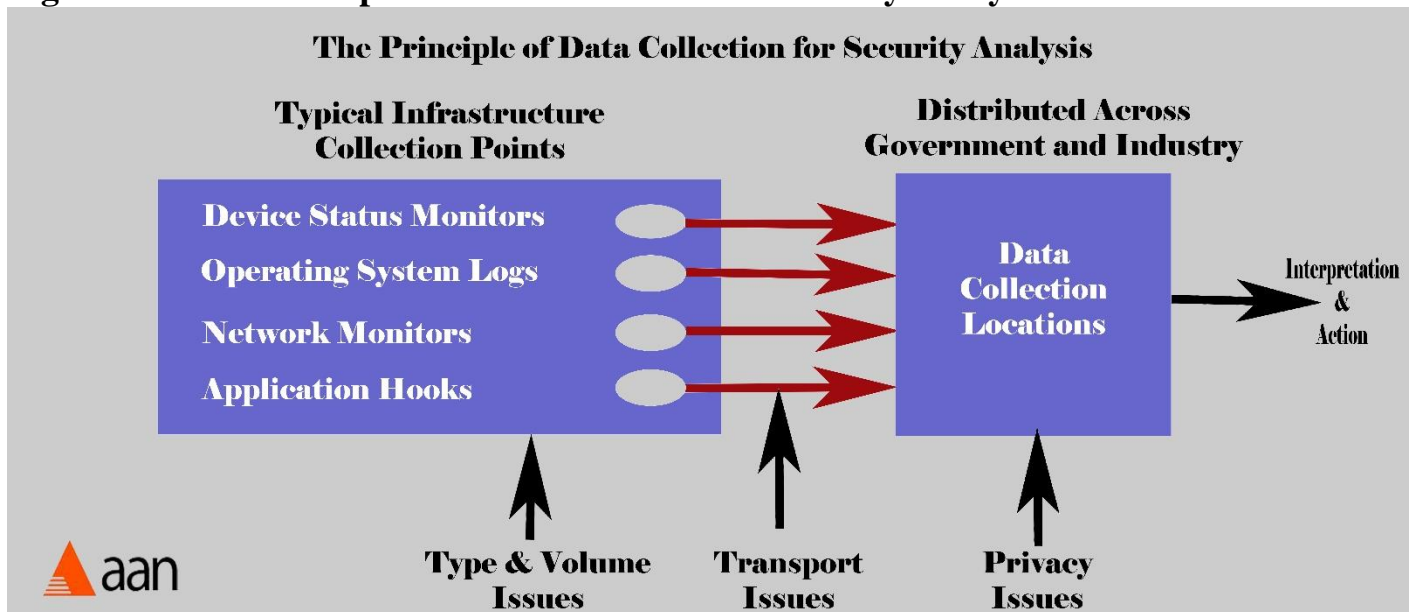 The Principle of Data Collection for Security Analysis
Typical Infrastructure
Collection Points
Distributed Across
Government and Industry
Device Status Monitors
Operating System Logs
Network Monitors
Application Hooks
Data
Collection
Locations
Interpretation
&
Action
Type & Volume
Issues
Transport
Issues
Privacy
Issues
aan